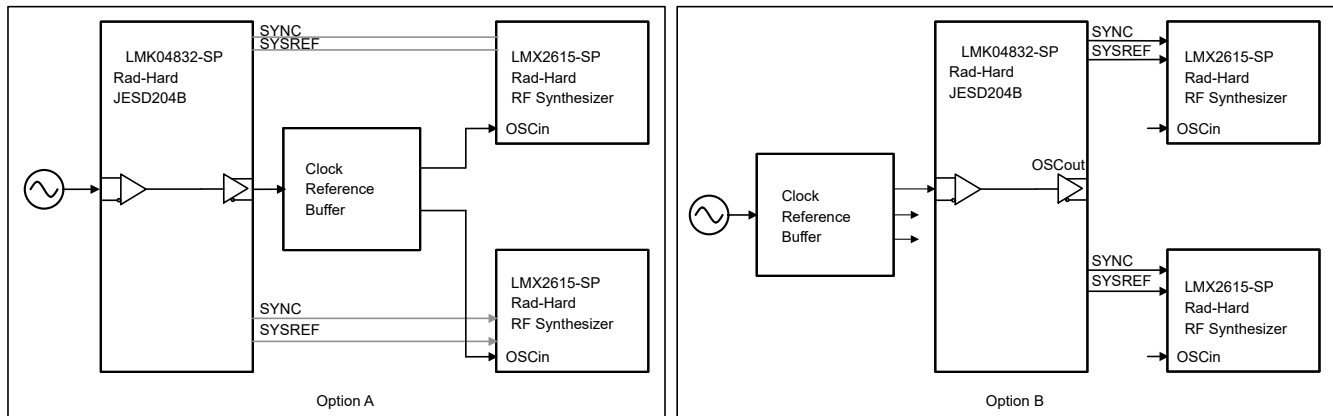 SYNC
SYSREF
LMK04832-SP
Rad-Hard
JESD204B
LMX2615-SP
Rad-Hard
RF Synthesizer
OSCin
Clock
Reference
Buffer
LMX2615-SP
Rad-Hard
RF Synthesizer
OSCin
SYNC
SYSREF
Option A
SYNC
SYSREF
LMK04832-SP
Rad-Hard
JESD204B
LMX2615-SP
Rad-Hard
RF Synthesizer
OSCin
OSCout
Clock
Reference
Buffer
SYNC
SYSREF
LMX2615-SP
Rad-Hard
RF Synthesizer
OSCin
Option B